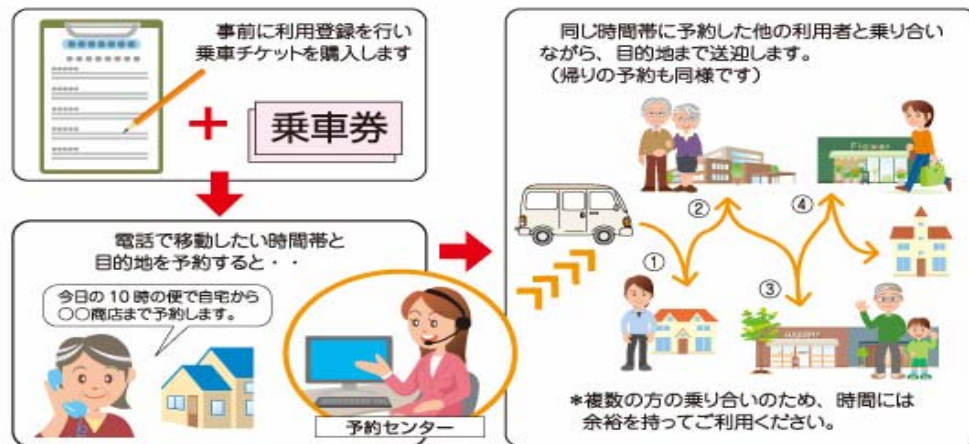 事前に利用登録を行い
乗車チケットを購入します
乗車券
電話で移動したい時間帯と
目的地を予約すると・・
今日の10時の便で自宅から
〇〇商店まで予約します。
予約センター
同じ時間帯に予約した他の利用者と乗り合い
ながら、目的地まで送迎します。
（帰りの予約も同様です）
Flower
①
②
③
④
＊複数の方の乗り合いのため、時間には
余裕を持ってご利用ください。